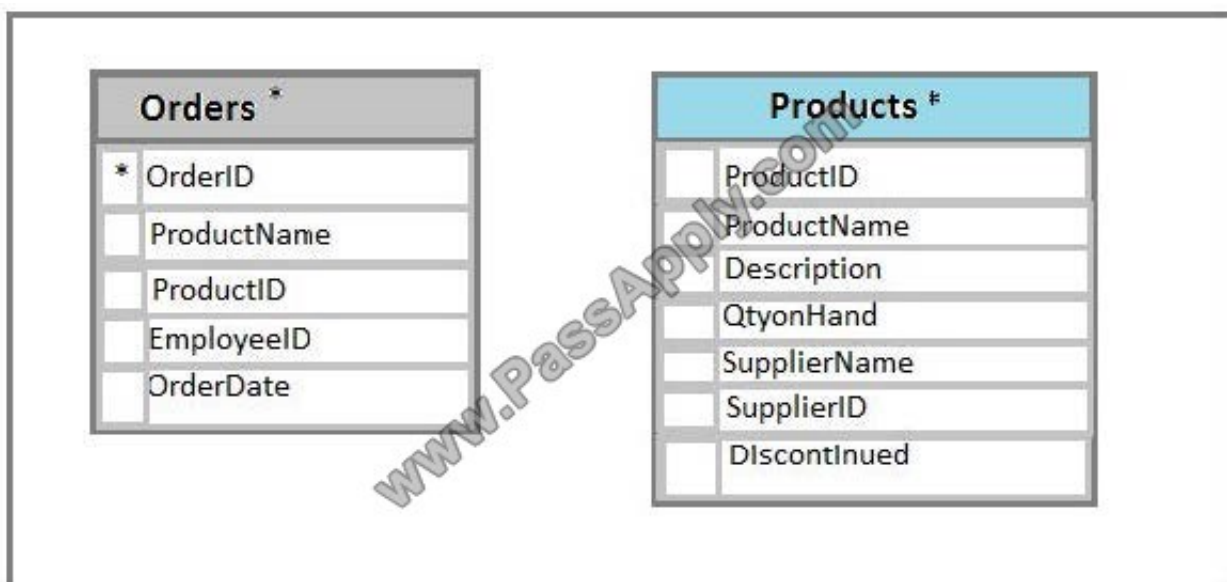 Orders *
* OrderID
ProductName
ProductID
EmployeeID
OrderDate
Products *
ProductID
ProductName
Description
QtyonHand
SupplierName
SupplierID
DIscontInued
www.PassApply.com